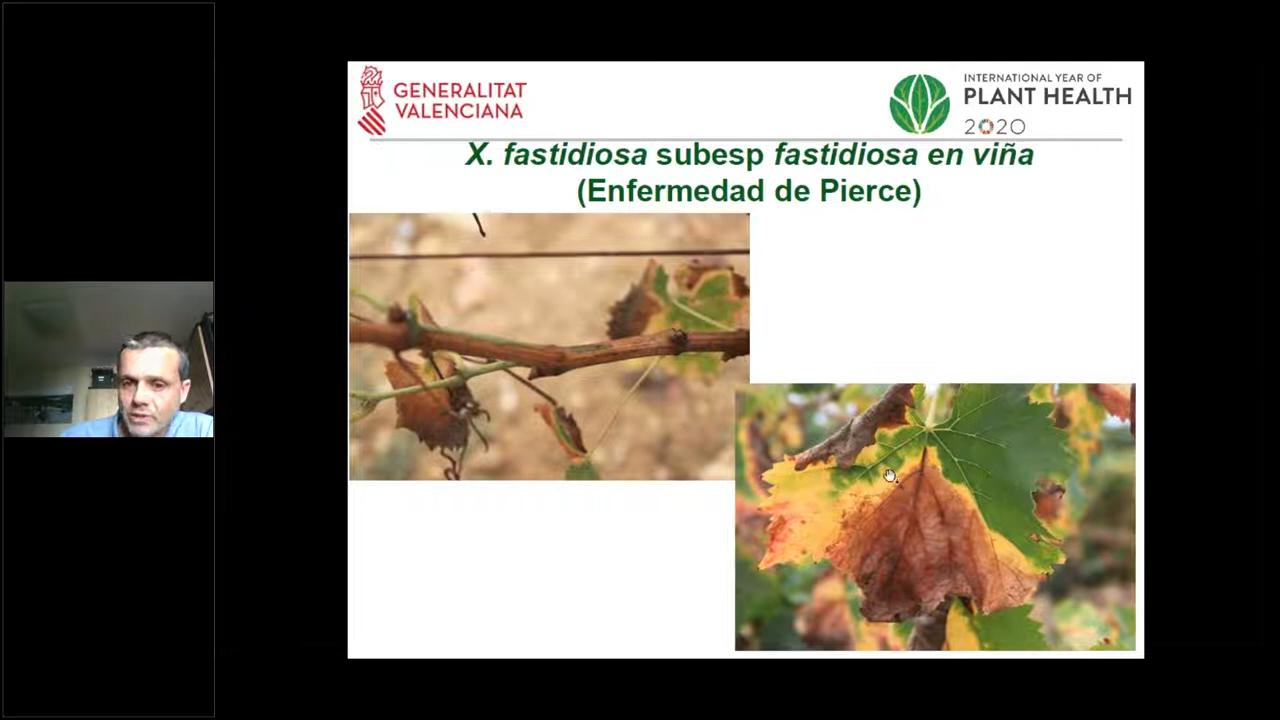 GENERALITAT
VALENCIANA
INTERNATIONAL YEAR OF
PLANT HEALTH
2020
X. fastidiosa subesp fastidiosa en viña
(Enfermedad de Pierce)